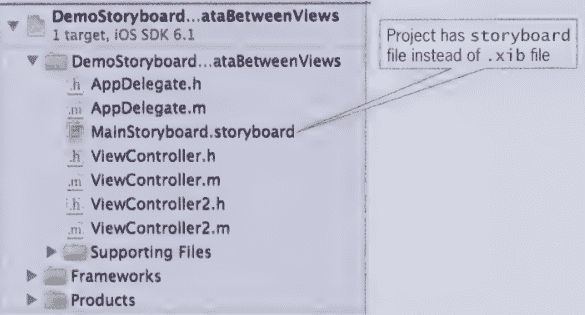 DemoStoryboard...ataBetweenViews
1 target, iOS SDK 6.1
DemoStoryboard...ataBetweenViews
.h AppDelegate.h
.m AppDelegate.m
MainStoryboard.storyboard
.h ViewController.h
.m ViewController.m
.h ViewController2.h
.m ViewController2.m
Supporting Files
Frameworks
Products
Project has storyboard
file instead of .xib file